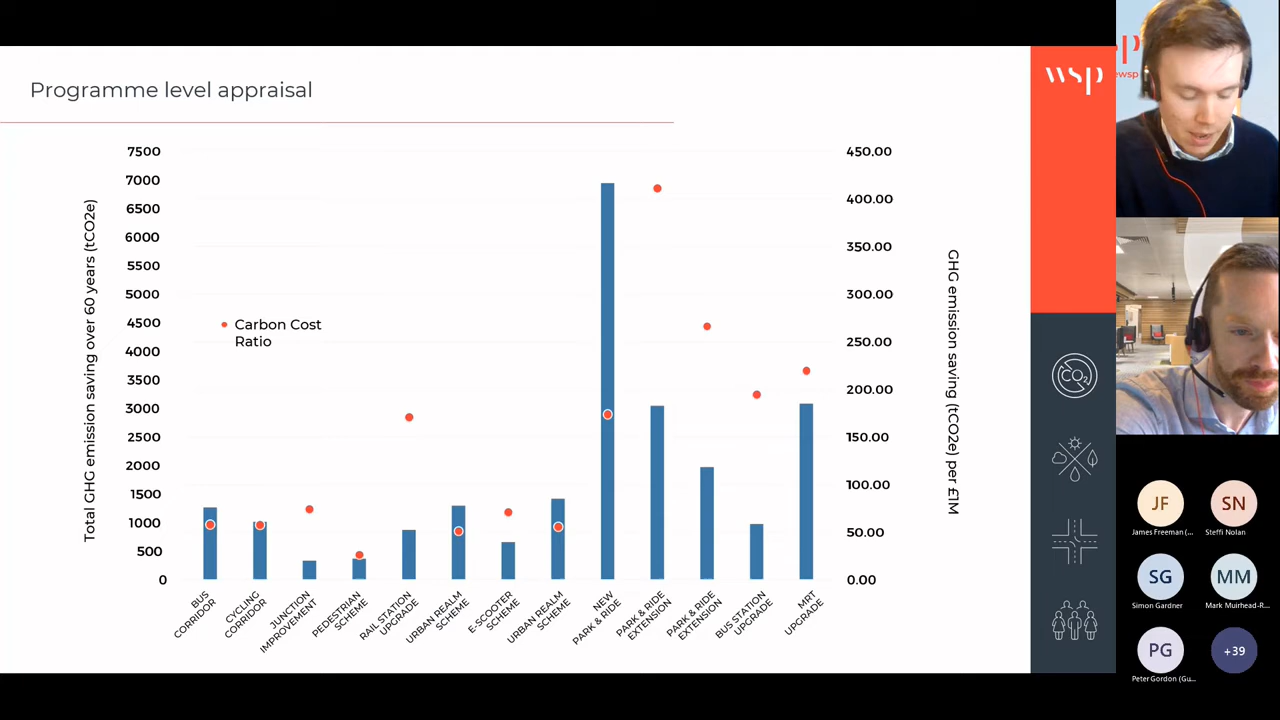 Programme level appraisal
wsp
p
ewsp
Total GHG emission saving over 60 years (tCO2e)
7500
7000
6500
6000
5500
5000
4500
4000
3500
3000
2500
2000
1500
1000
500
0
Carbon Cost
Ratio
450.00
400.00
350.00
300.00
250.00
200.00
150.00
100.00
50.00
0.00
GHG emission saving (tCO2e) per £1M
BUS
CORRIDOR
CYCLING
CORRIDOR
JUNCTION
IMPROVEMENT
PEDESTRIAN
SCHEME
RAIL STATION
UPGRADE
URBAN REALM
SCHEME
E-SCOOTER
SCHEME
URBAN REALM
SCHEME
NEW
PARK & RIDE
PARK & RIDE
EXTENSION
PARK & RIDE
EXTENSION
BUS STATION
UPGRADE
MRT
UPGRADE
CO₂
JF
James Freeman (...
SN
Steffi Nolan
SG
Simon Gardner
MM
Mark Muirhead-R...
PG
Peter Gordon (Gu...
+39